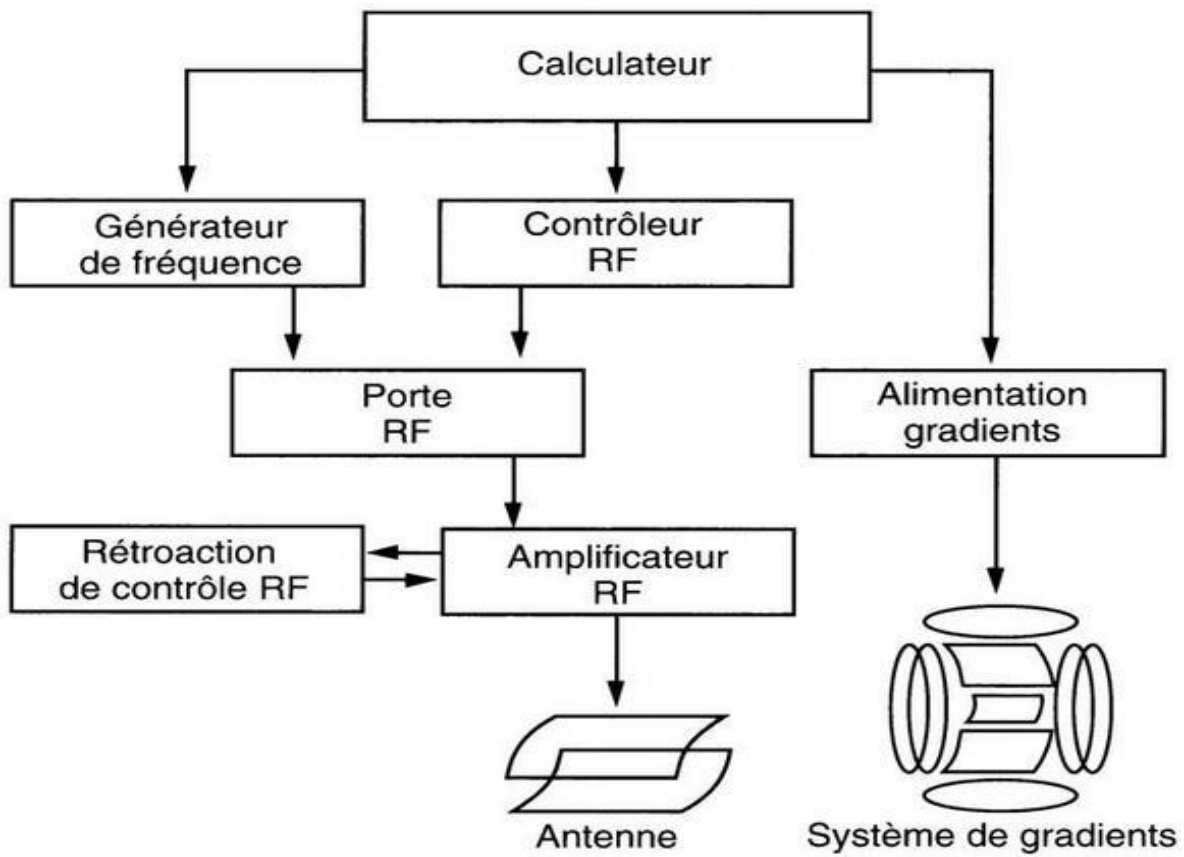 Calculateur
Générateur
de fréquence
Contrôleur
RF
Porte
RF
Alimentation
gradients
Rétroaction
de contrôle RF
Amplificateur
RF
Antenne
Système de gradients